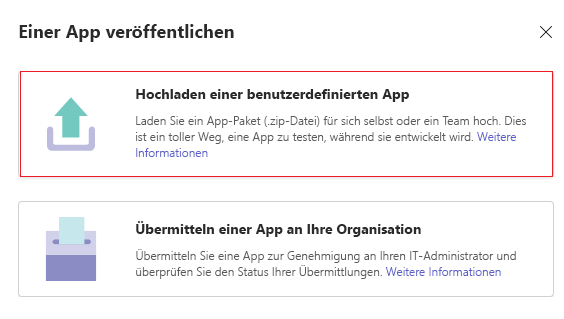 Einer App veröffentlichen
Hochladen einer benutzerdefinierten App
Laden Sie ein App-Paket (.zip-Datei) für sich selbst oder ein Team hoch. Dies
ist ein toller Weg, eine App zu testen, während sie entwickelt wird. Weitere
Informationen
Übermitteln einer App an Ihre Organisation
Übermitteln Sie eine App zur Genehmigung an Ihren IT-Administrator und
überprüfen Sie den Status Ihrer Übermittlungen. Weitere Informationen